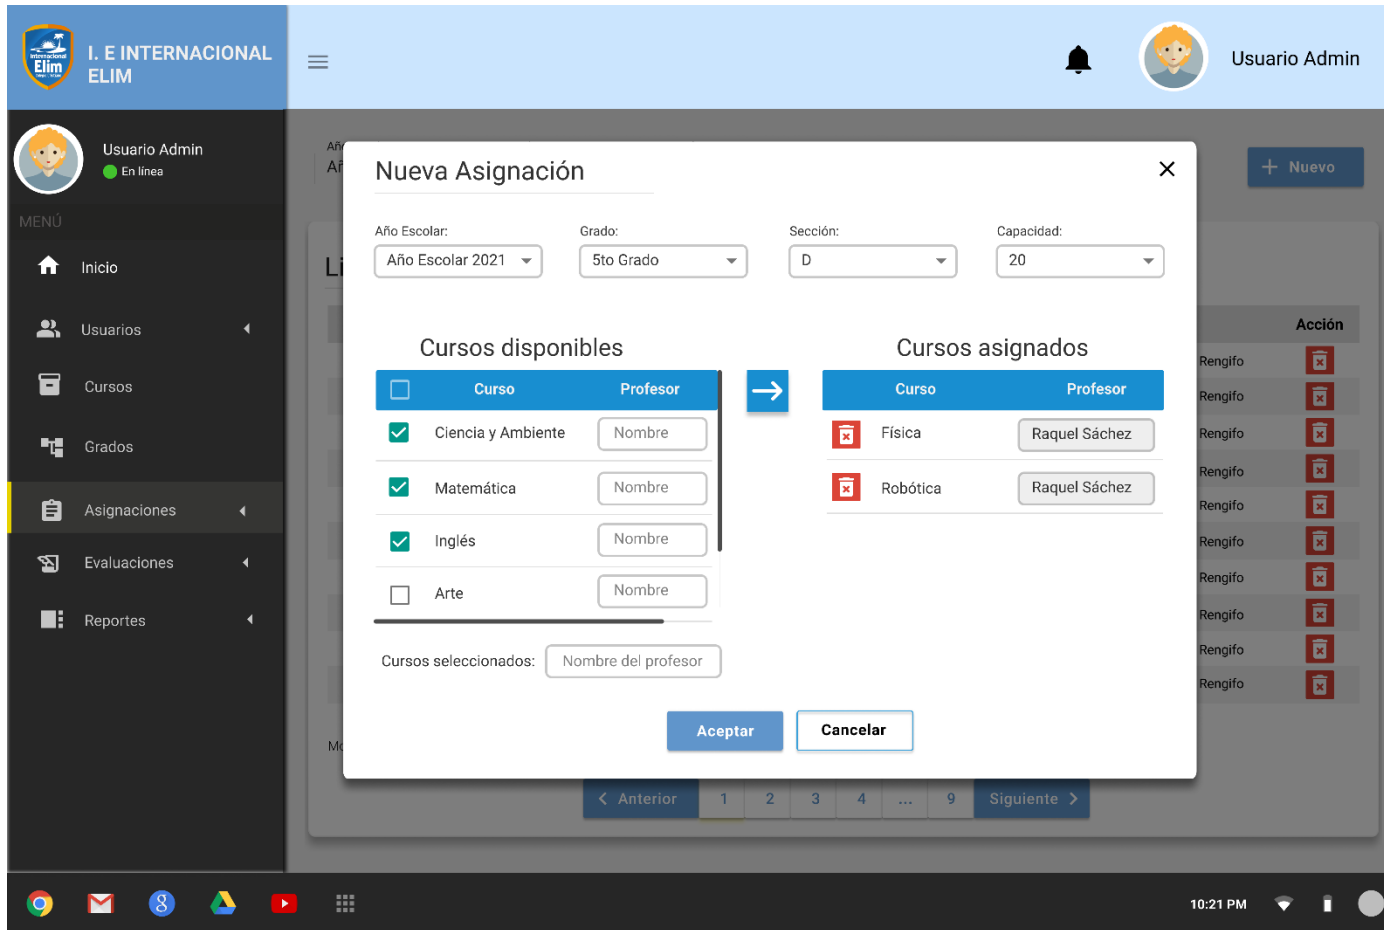 Internacional
Elim
I. E INTERNACIONAL
ELIM
Usuario Admin
Usuario Admin
En línea
MENÚ
Inicio
Usuarios
Cursos
Grados
Asignaciones
Evaluaciones
Reportes
Nuevo
Nueva Asignación
Año Escolar:
Grado:
Sección:
Capacidad:
Año Escolar 2021
5to Grado
D
20
Cursos disponibles
Curso
Profesor
Ciencia y Ambiente
Nombre
Matemática
Nombre
Inglés
Nombre
Arte
Nombre
Cursos seleccionados:
Nombre del profesor
Cursos asignados
Curso
Profesor
Física
Raquel Sáchez
Robótica
Raquel Sáchez
Aceptar
Cancelar
Acción
Rengifo
Rengifo
Rengifo
Rengifo
Rengifo
Rengifo
Rengifo
Rengifo
Rengifo
Rengifo
Anterior
1
2
3
4
...
9
Siguiente
10:21 PM